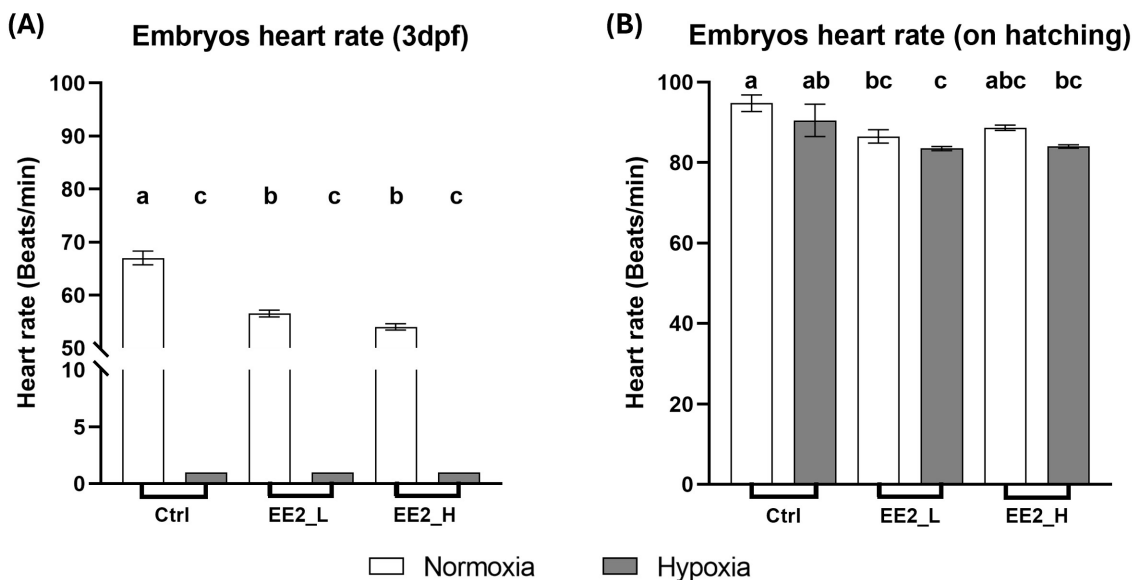 (A)
Embryos heart rate (3dpf)
Heart rate (Beats/min)
100
90
80
70
60
50
10
5
0
a c b c b c
Ctrl EE2_L EE2_H
(B)
Embryos heart rate (on hatching)
Heart rate (Beats/min)
100
80
60
40
20
0
a ab bc c abc bc
Ctrl EE2_L EE2_H
Normoxia Hypoxia